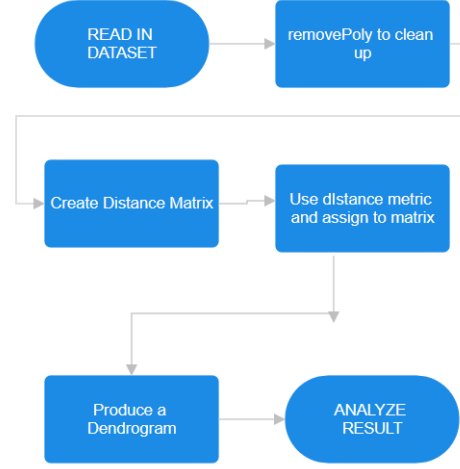 READ IN
DATASET
removePoly to clean
up
Create Distance Matrix
Use dIstance metric
and assign to matrix
Produce a
Dendrogram
ANALYZE
RESULT